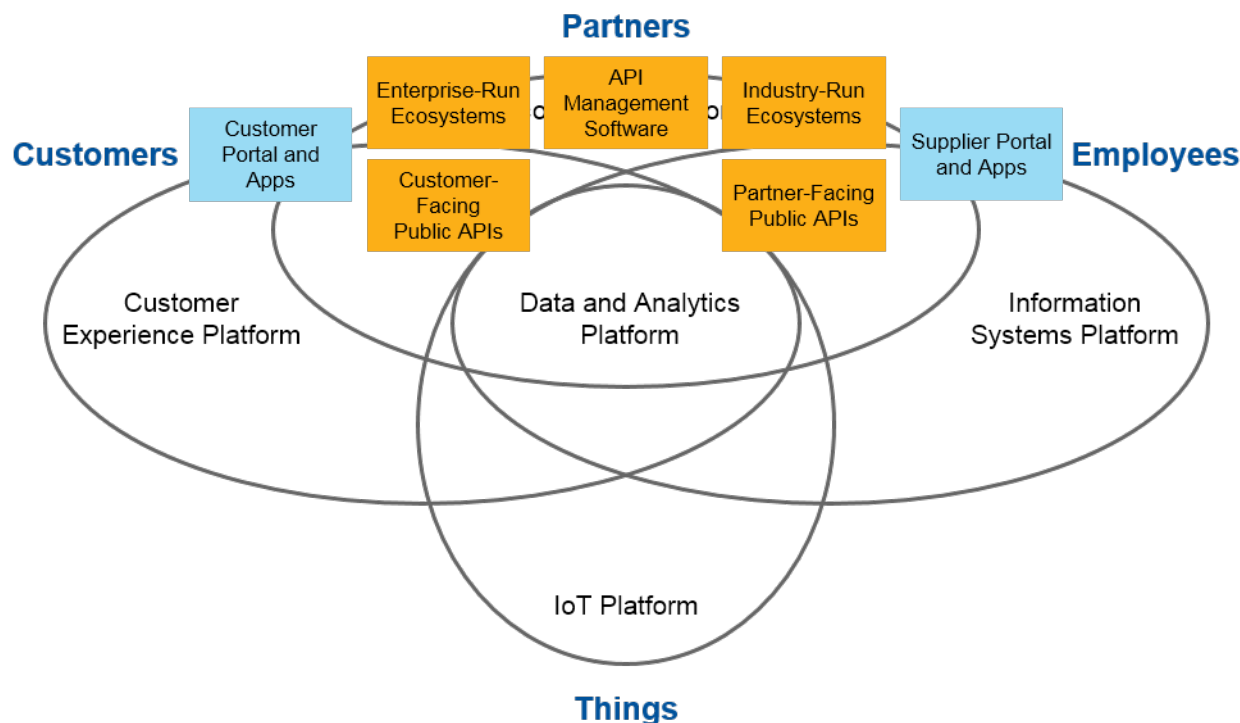 Partners
Enterprise-Run
Ecosystems
API
Management
Software
Industry-Run
Ecosystems
Customers
Customer
Portal and
Apps
Supplier Portal
and Apps
Employees
Customer-
Facing
Public APIs
Partner-Facing
Public APIs
Customer
Experience Platform
Data and Analytics
Platform
Information
Systems Platform
IoT Platform
Things